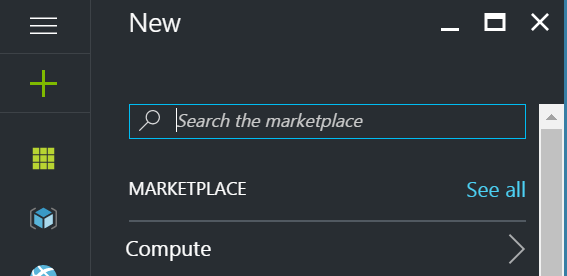 New
Search the marketplace
MARKETPLACE
See all
Compute